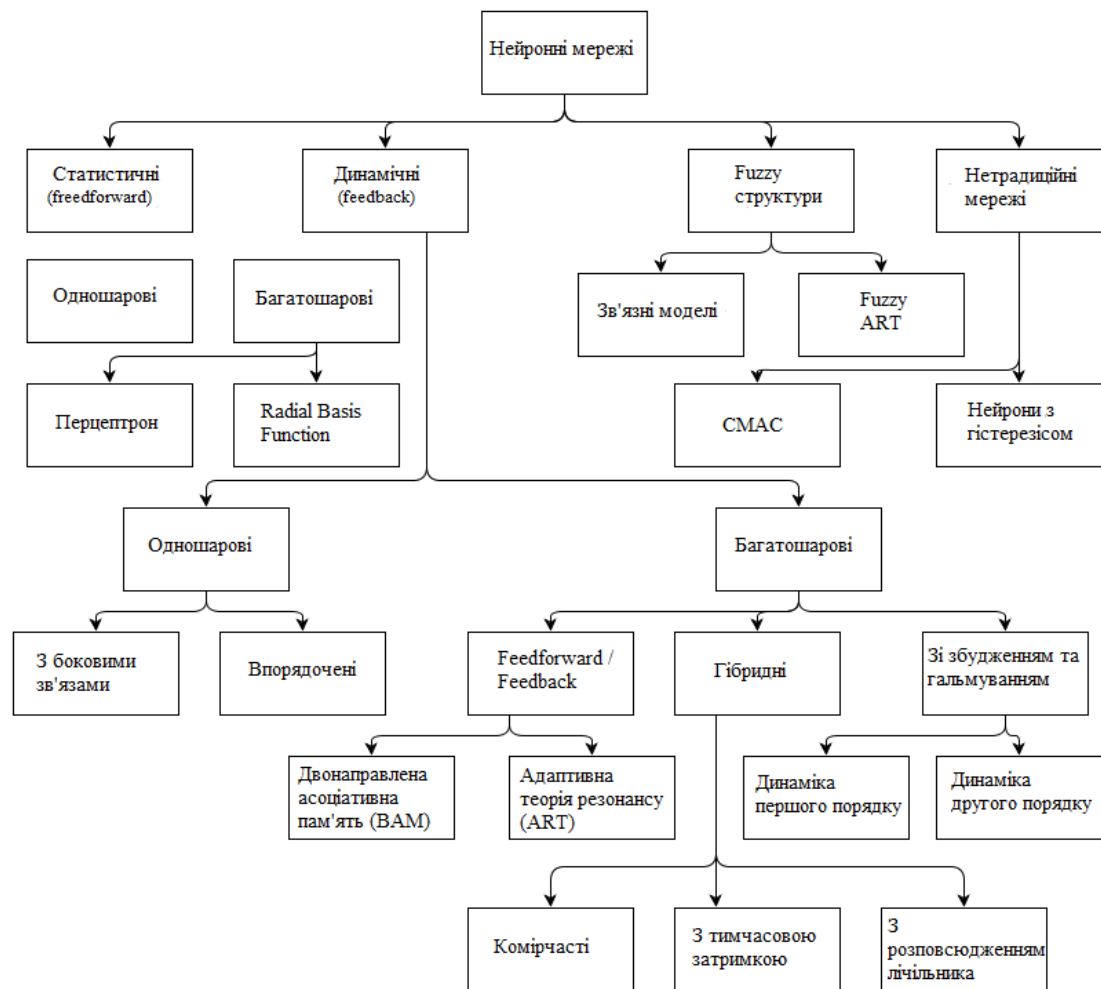 Нейронні мережі
Статистичні
(freedforward)
Динамічні
(feedback)
Fuzzy
структури
Нетрадиційні
мережі
Одношарові
Багатошарові
Зв'язні моделі
Fuzzy
ART
Перцептрон
Radial Basis
Function
CMAC
Нейрони з
гістерезісом
Одношарові
Багатошарові
З боковими
зв'язами
Впорядочені
Feedforward /
Feedback
Гібридні
Зі збудженням та
гальмуванням
Двонаправлена
асоціативна
пам'ять (BAM)
Адаптивна
теорія резонансу
(ART)
Динаміка
першого порядку
Динаміка
другого порядку
Комірчасті
З тимчасовою
затримкою
З
розповсюдженням
лічільника